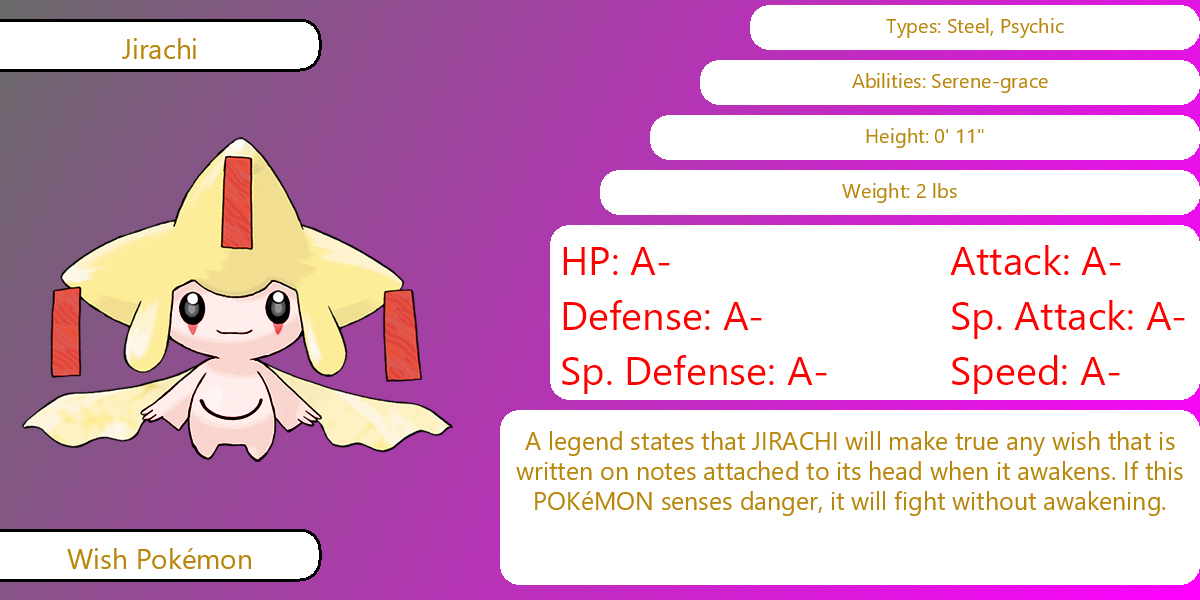 Jirachi
Types: Steel, Psychic
Abilities: Serene-grace
Height: 0' 11"
Weight: 2 lbs
HP: A-
Attack: A-
Defense: A-
Sp. Attack: A-
Sp. Defense: A-
Speed: A-
A legend states that JIRACHI will make true any wish that is
written on notes attached to its head when it awakens. If this
POKéMON senses danger, it will fight without awakening.
Wish Pokémon